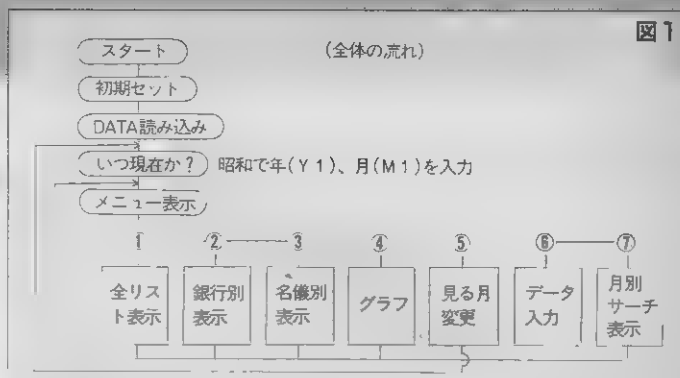 図1
スタート
(全体の流れ)
初期セット
DATA読み込み
いつ現在か? 昭和で年(Y1)、月(M1)を入力
メニュー表示
1 ② ③ ④ ⑤ ⑥ ⑦
全リス
ト表示
銀行別
表示
名儀別
表示
グラフ
見る月
変更
データ
入力
月別
サーチ
表示